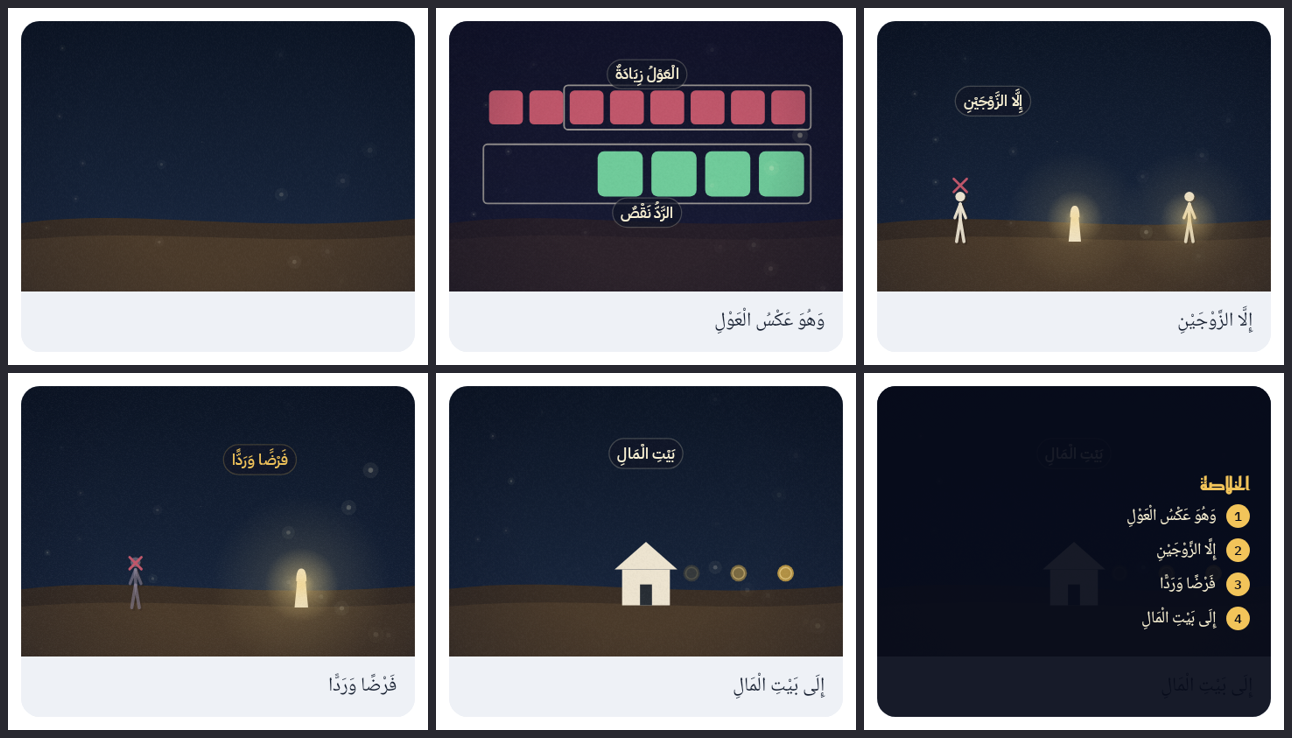 الْعَوْلُ زِيَادَةٌ
الرَّدُّ نَقْصٌ
وَهُوَ عَكْسُ الْعَوْلِ
إِلَّا الزَّوْجَيْنِ
إِلَّا الزَّوْجَيْنِ
فَرْضًا وَرَدًّا
فَرْضًا وَرَدًّا
بَيْتِ الْمَالِ
إِلَى بَيْتِ الْمَالِ
بَيْتِ الْمَالِ
الخلاصة
1 وَهُوَ عَكْسُ الْعَوْلِ
2 إِلَّا الزَّوْجَيْنِ
3 فَرْضًا وَرَدًّا
4 إِلَى بَيْتِ الْمَالِ
إِلَى بَيْتِ الْمَالِ